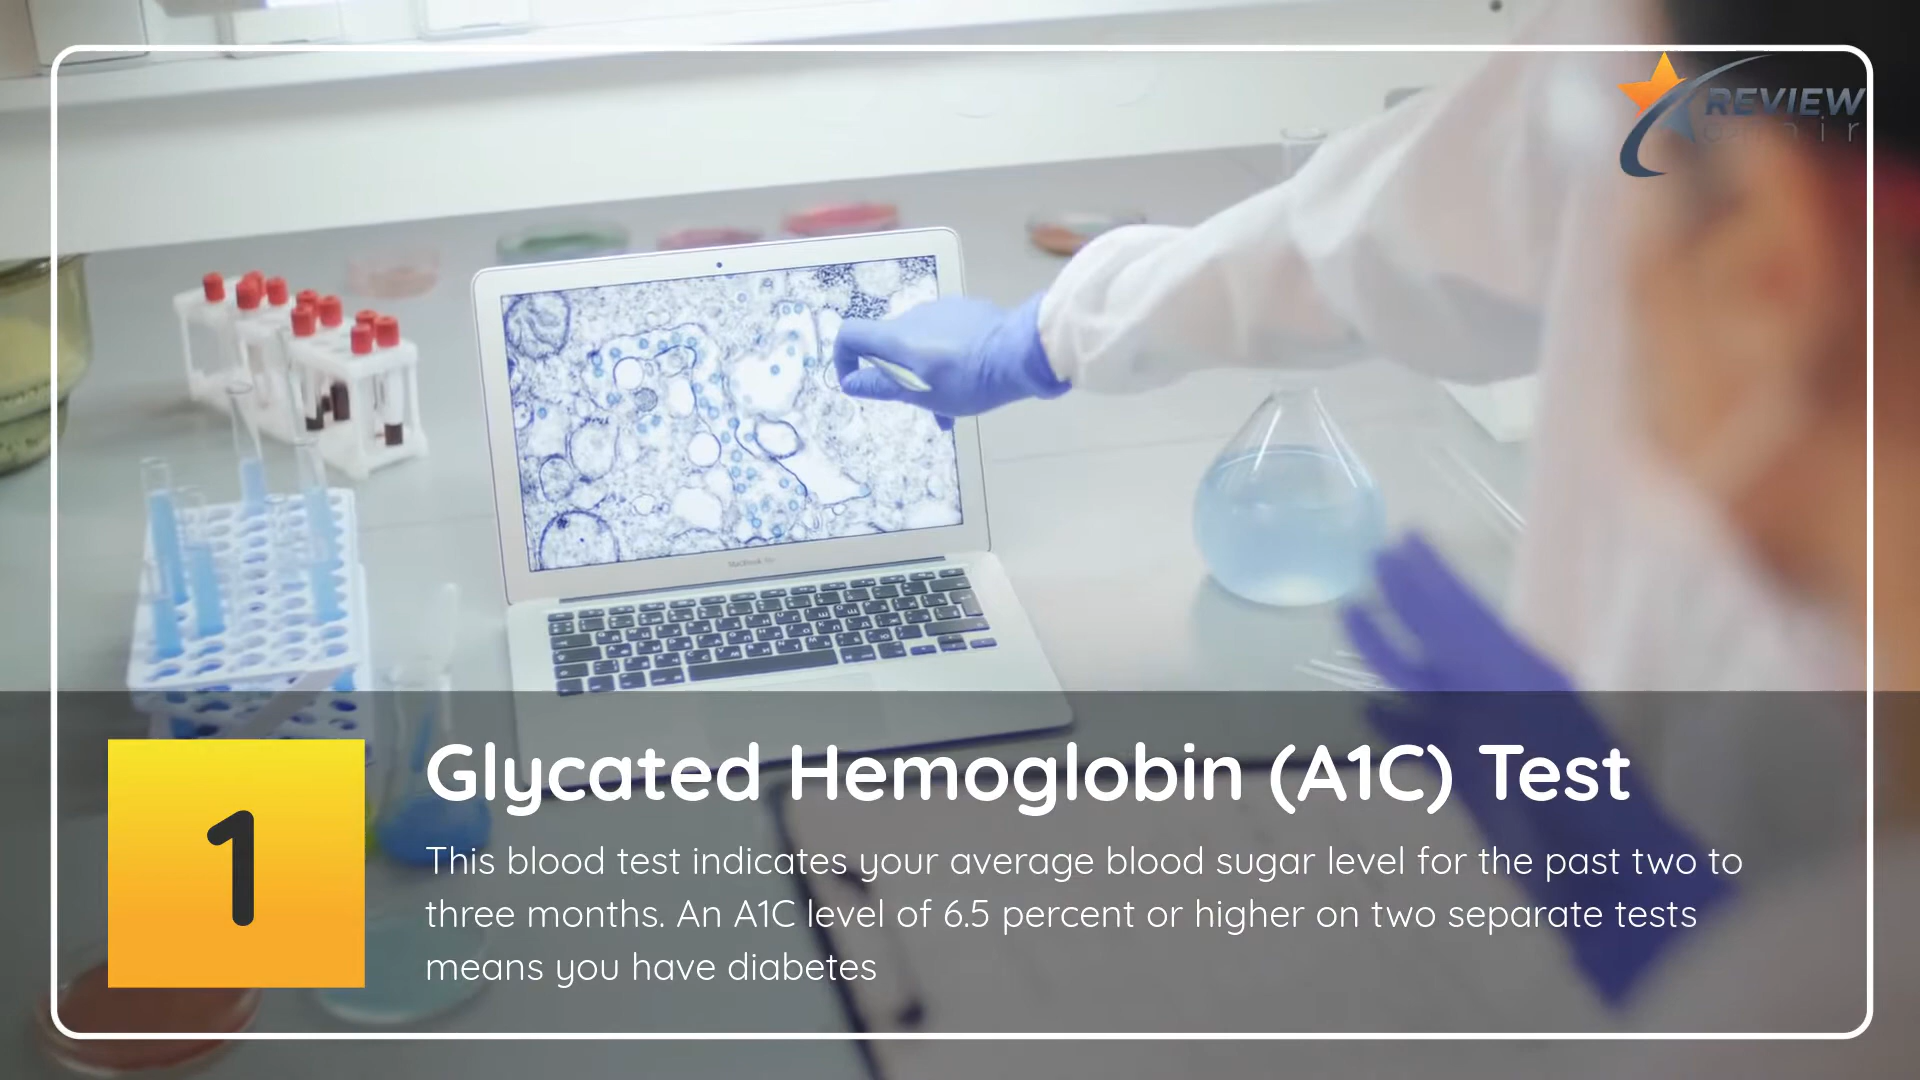 REVIEW
1
Glycated Hemoglobin (A1C) Test
This blood test indicates your average blood sugar level for the past two to
three months. An A1C level of 6.5 percent or higher on two separate tests
means you have diabetes